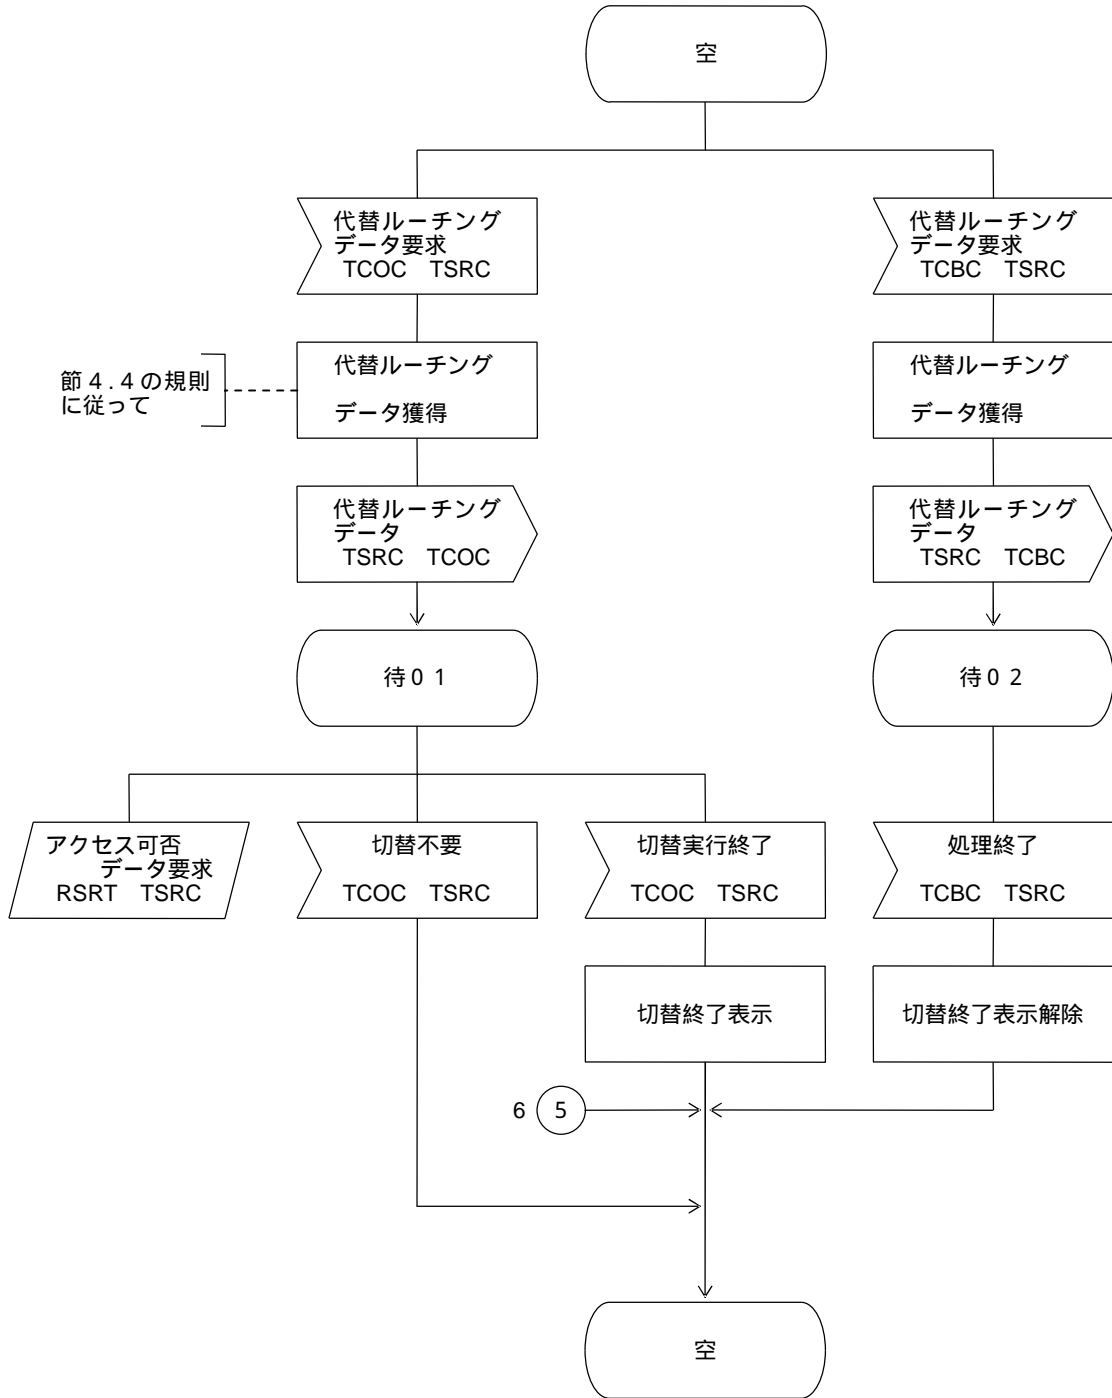 空
代替ルーチング
データ要求
TCOC TSRC
代替ルーチング
データ要求
TCBC TSRC
節4.4の規則
に従って
代替ルーチング
データ獲得
代替ルーチング
データ獲得
代替ルーチング
データ
TSRC TCOC
代替ルーチング
データ
TSRC TCBC
待01
待02
アクセス可否
データ要求
RSRT TSRC
切替不要
TCOC TSRC
切替実行終了
TCOC TSRC
処理終了
TCBC TSRC
切替終了表示
切替終了表示解除
6 5
空